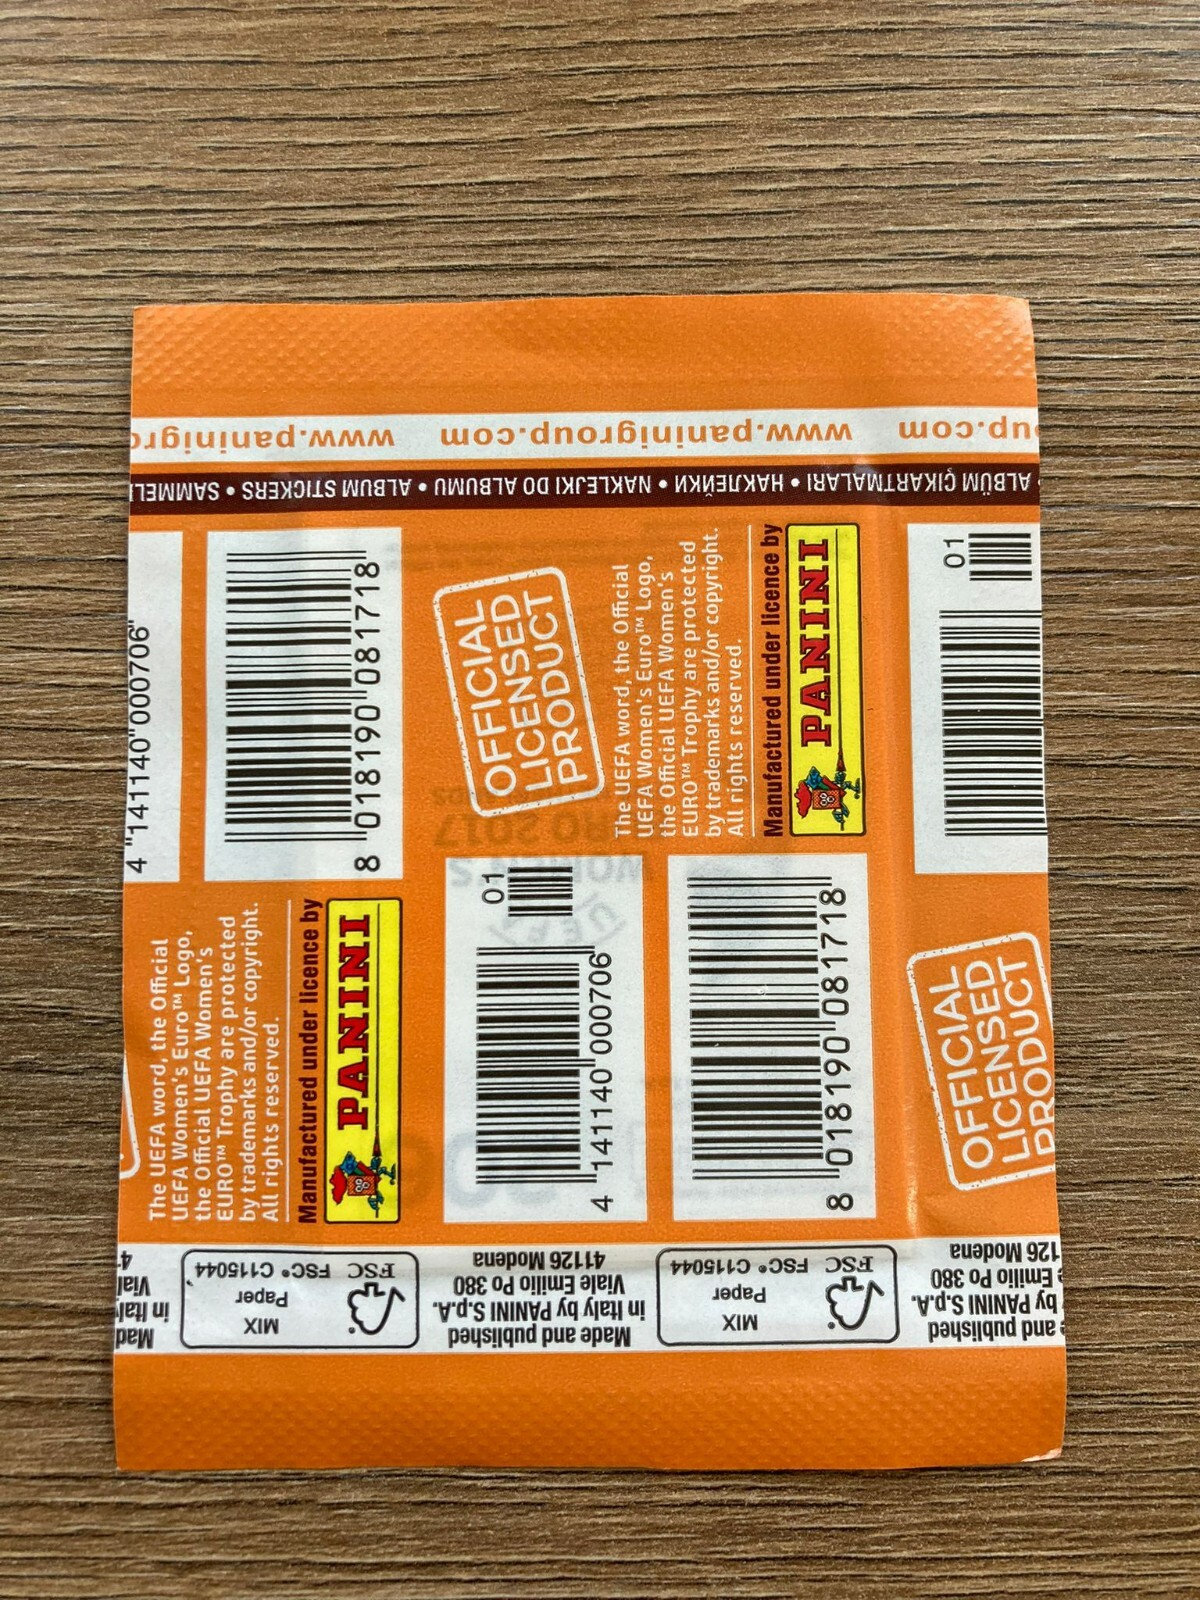 www.paninigro
www.paninigroup.com
up.com
ALBÜM ÇIKARTMALARI • НАКЛЕЙКИ • NAKLEJKI DO ALBUMU • ALBUM STICKERS • SAMMEL
4 "141140"000706"
8 018190 081718
OFFICIAL
LICENSED
PRODUCT
The UEFA word, the Official
UEFA Women's Euro™ Logo,
the Official UEFA Women's
EURO™ Trophy are protected
by trademarks and/or copyright.
All rights reserved.
Manufactured under licence by
PANINI
01
The UEFA word, the Official
UEFA Women's Euro™ Logo,
the Official UEFA Women's
EURO™ Trophy are protected
by trademarks and/or copyright.
All rights reserved.
Manufactured under licence by
PANINI
01
4 "141140"000706"
8 018190 081718
OFFICIAL
LICENSED
PRODUCT
and published
by PANINI S.p.A.
Emilio Po 380
126 Modena
MIX
Paper
FSC FSC® C115044
Made and published
in Italy by PANINI S.p.A.
Viale Emilio Po 380
41126 Modena
MIX
Paper
FSC FSC® C115044
Mad
in Ital
Vial
4